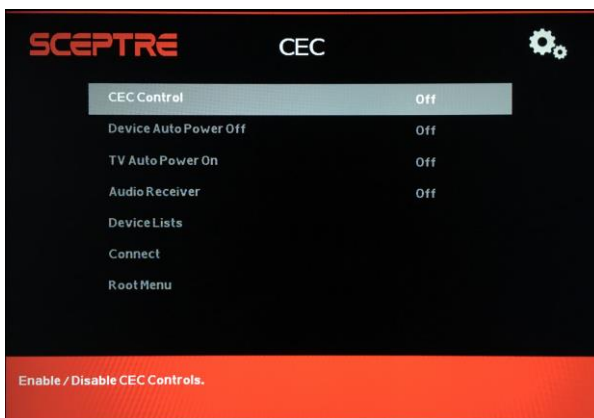 SCEPTRE CEC
CEC Control Off
Device Auto Power Off Off
TV Auto Power On Off
Audio Receiver Off
Device Lists
Connect
Root Menu
Enable / Disable CEC Controls.